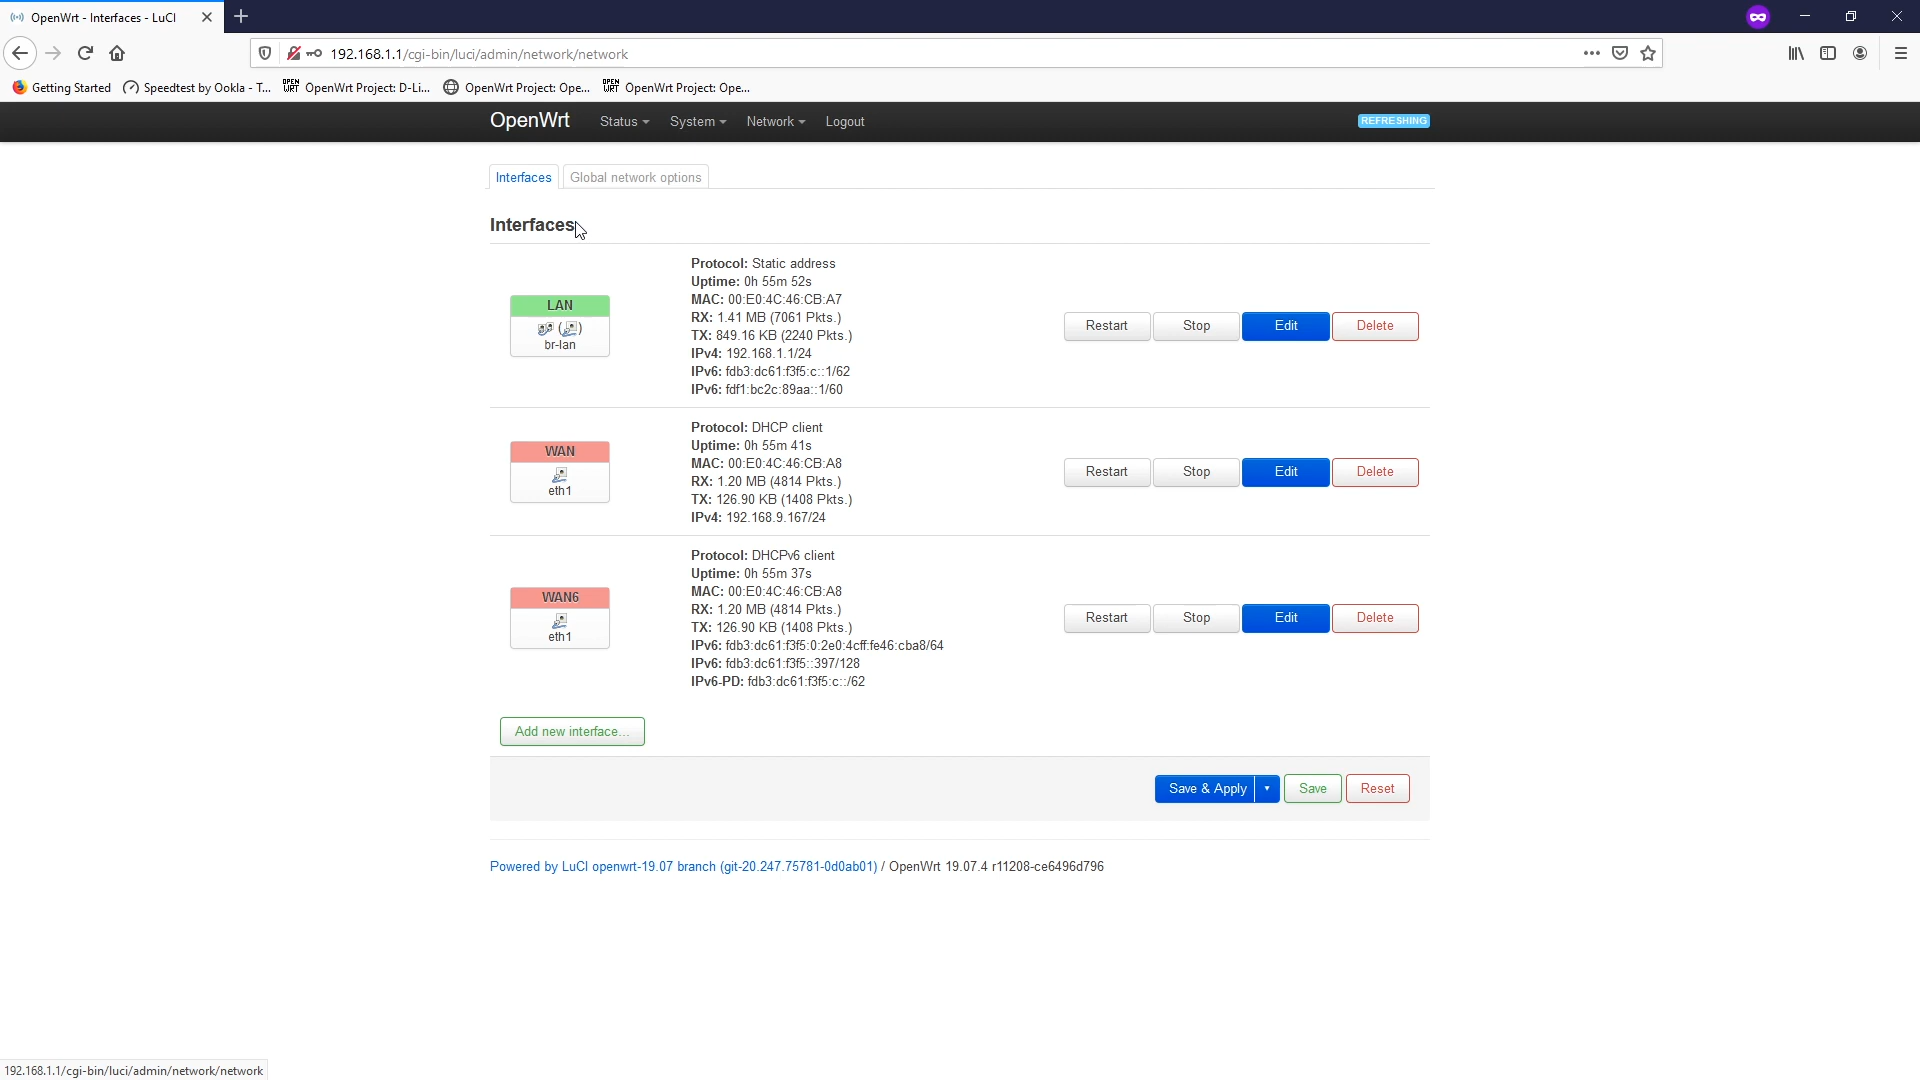 OpenWrt - Interfaces - LuCI
192.168.1.1/cgi-bin/luci/admin/network/network
Getting Started
Speedtest by Ookla - T...
OPEN
WRT
OpenWrt Project: D-Li...
OpenWrt Project: Ope...
OPEN
WRT
OpenWrt Project: Ope...
OpenWrt
Status
System
Network
Logout
REFRESHING
Interfaces
Global network options
Interfaces
LAN
br-lan
Protocol: Static address
Uptime: 0h 55m 52s
MAC: 00:E0:4C:46:CB:A7
RX: 1.41 MB (7061 Pkts.)
TX: 849.16 KB (2240 Pkts.)
IPv4: 192.168.1.1/24
IPv6: fdb3:dc61:f3f5:c::1/62
IPv6: fdf1:bc2c:89aa::1/60
Restart
Stop
Edit
Delete
WAN
eth1
Protocol: DHCP client
Uptime: 0h 55m 41s
MAC: 00:E0:4C:46:CB:A8
RX: 1.20 MB (4814 Pkts.)
TX: 126.90 KB (1408 Pkts.)
IPv4: 192.168.9.167/24
Restart
Stop
Edit
Delete
WAN6
eth1
Protocol: DHCPv6 client
Uptime: 0h 55m 37s
MAC: 00:E0:4C:46:CB:A8
RX: 1.20 MB (4814 Pkts.)
TX: 126.90 KB (1408 Pkts.)
IPv6: fdb3:dc61:f3f5:0:2e0:4cff:fe46:cba8/64
IPv6: fdb3:dc61:f3f5::397/128
IPv6-PD: fdb3:dc61:f3f5:c::/62
Restart
Stop
Edit
Delete
Add new interface...
Save & Apply
Save
Reset
Powered by LuCI openwrt-19.07 branch (git-20.247.75781-0d0ab01) / OpenWrt 19.07.4 r11208-ce6496d796
192.168.1.1/cgi-bin/luci/admin/network/network